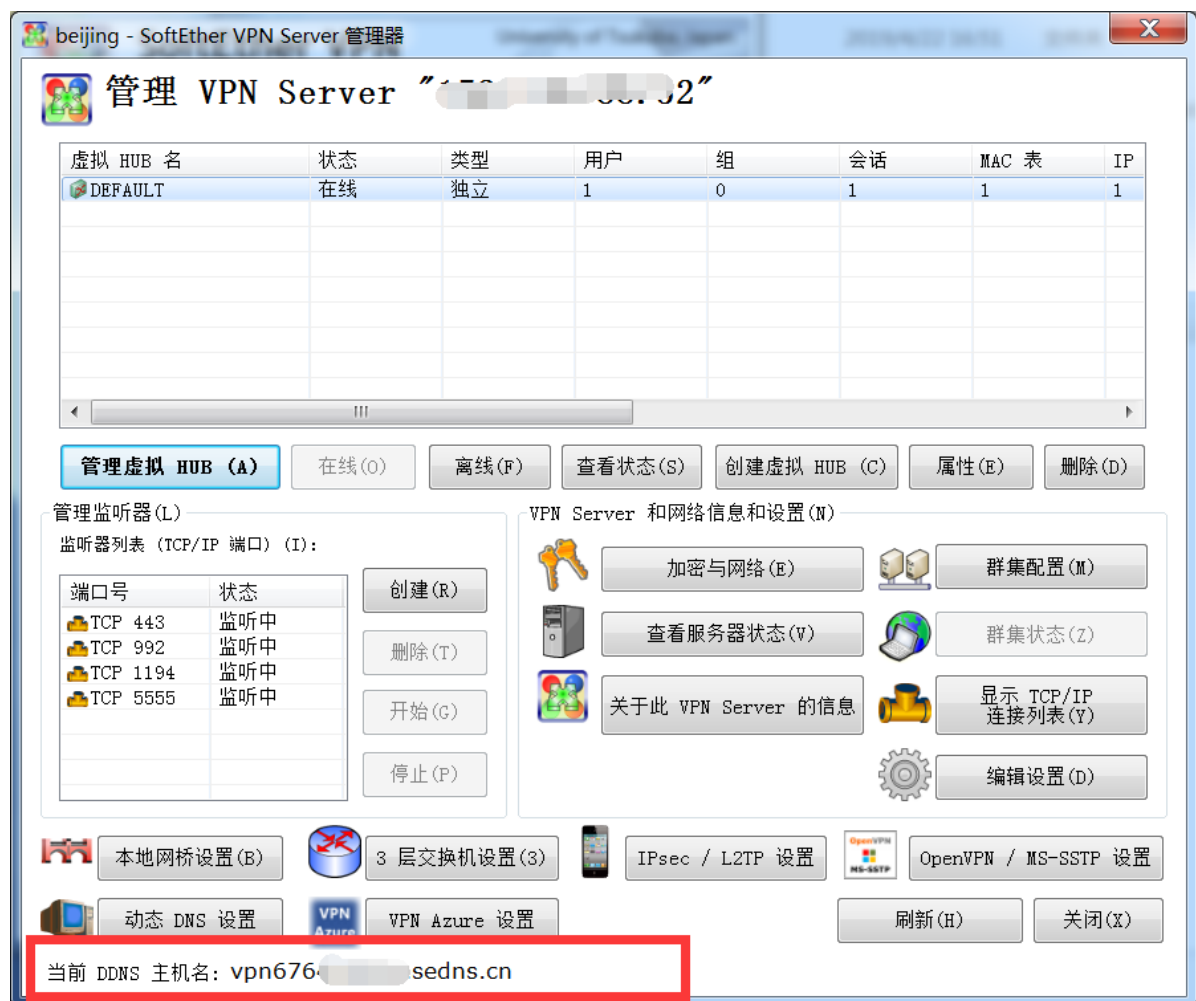 beijing - SoftEther VPN Server 管理器
管理 VPN Server "2"
虚拟 HUB 名 状态 类型 用户 组 会话 MAC 表 IP
DEFAULT 在线 独立 1 0 1 1 1
管理虚拟 HUB (A) 在线(O) 离线(F) 查看状态(S) 创建虚拟 HUB (C) 属性(E) 删除(D)
管理监听器(L)
监听器列表 (TCP/IP 端口) (I):
端口号 状态
TCP 443 监听中
TCP 992 监听中
TCP 1194 监听中
TCP 5555 监听中
创建(R)
删除(T)
开始(G)
停止(P)
VPN Server 和网络信息和设置(N)
加密与网络(E) 群集配置(M)
查看服务器状态(V) 群集状态(Z)
关于此 VPN Server 的信息 显示 TCP/IP
连接列表(Y)
编辑设置(D)
本地网桥设置(B) 3 层交换机设置(3) IPsec / L2TP 设置 OpenVPN
MS-SSTP
OpenVPN / MS-SSTP 设置
动态 DNS 设置 VPN
Azure
VPN Azure 设置 刷新(H) 关闭(X)
当前 DDNS 主机名: vpn676 sedns.cn